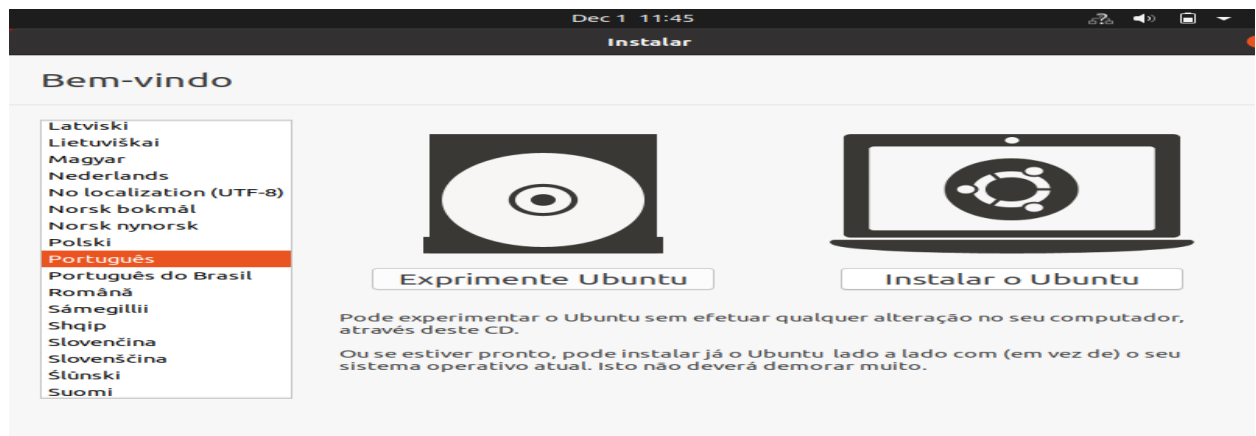 Dec 1 11:45
Instalar
Bem-vindo
Latviski
Lietuviškai
Magyar
Nederlands
No localization (UTF-8)
Norsk bokmål
Norsk nynorsk
Polski
Português
Português do Brasil
Română
Sámegillii
Shqip
Slovenčina
Slovenščina
Ślůnski
Suomi
Exprimente Ubuntu
Instalar o Ubuntu
Pode experimentar o Ubuntu sem efetuar qualquer alteração no seu computador,
através deste CD.
Ou se estiver pronto, pode instalar já o Ubuntu lado a lado com (em vez de) o seu
sistema operativo atual. Isto não deverá demorar muito.